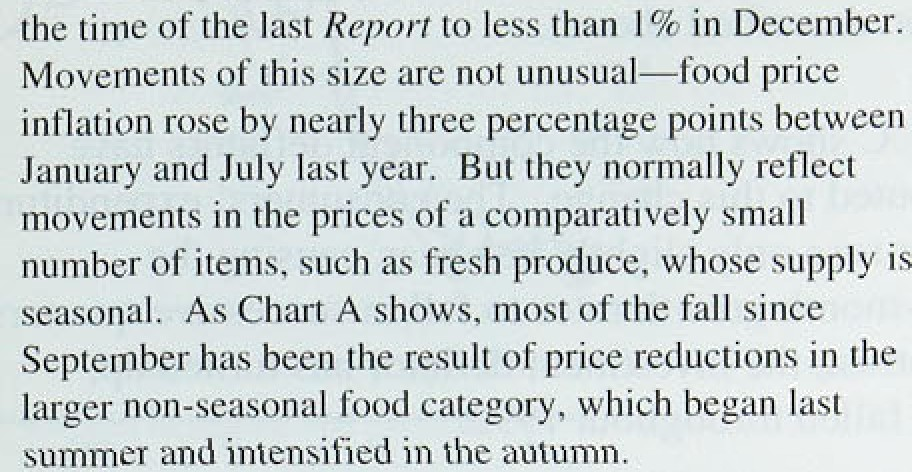 the time of the last Report to less than 1% in December.
Movements of this size are not unusual—food price
inflation rose by nearly three percentage points between
January and July last year.  But they normally reflect
movements in the prices of a comparatively small
number of items, such as fresh produce, whose supply is
seasonal.  As Chart A shows, most of the fall since
September has been the result of price reductions in the
larger non-seasonal food category, which began last
summer and intensified in the autumn.